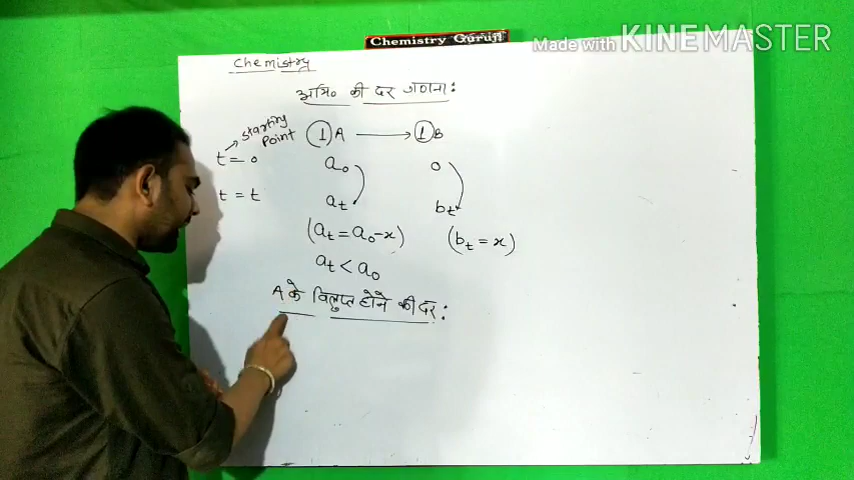 Chemistry Guruji
Made with KINEMASTER
Chemistry
अभि० की दर जाना:
starting point
① A → ① B
t = 0 a₀ 0
t = t aₜ bₜ
(aₜ = a₀-x) (bₜ = x)
aₜ < a₀
A के विलुप्त होने की दर: